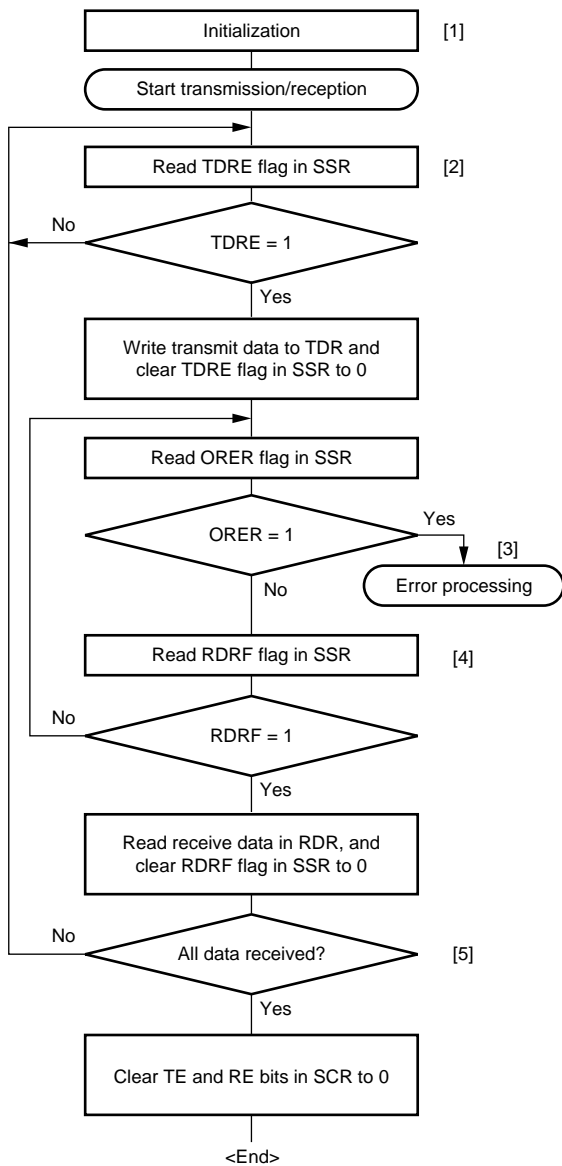 Initialization
[1]
Start transmission/reception
Read TDRE flag in SSR
[2]
No
TDRE = 1
Yes
Write transmit data to TDR and
clear TDRE flag in SSR to 0
Read ORER flag in SSR
Yes
ORER = 1
[3]
No
Error processing
Read RDRF flag in SSR
[4]
No
RDRF = 1
Yes
Read receive data in RDR, and
clear RDRF flag in SSR to 0
No
All data received?
[5]
Yes
Clear TE and RE bits in SCR to 0
<End>